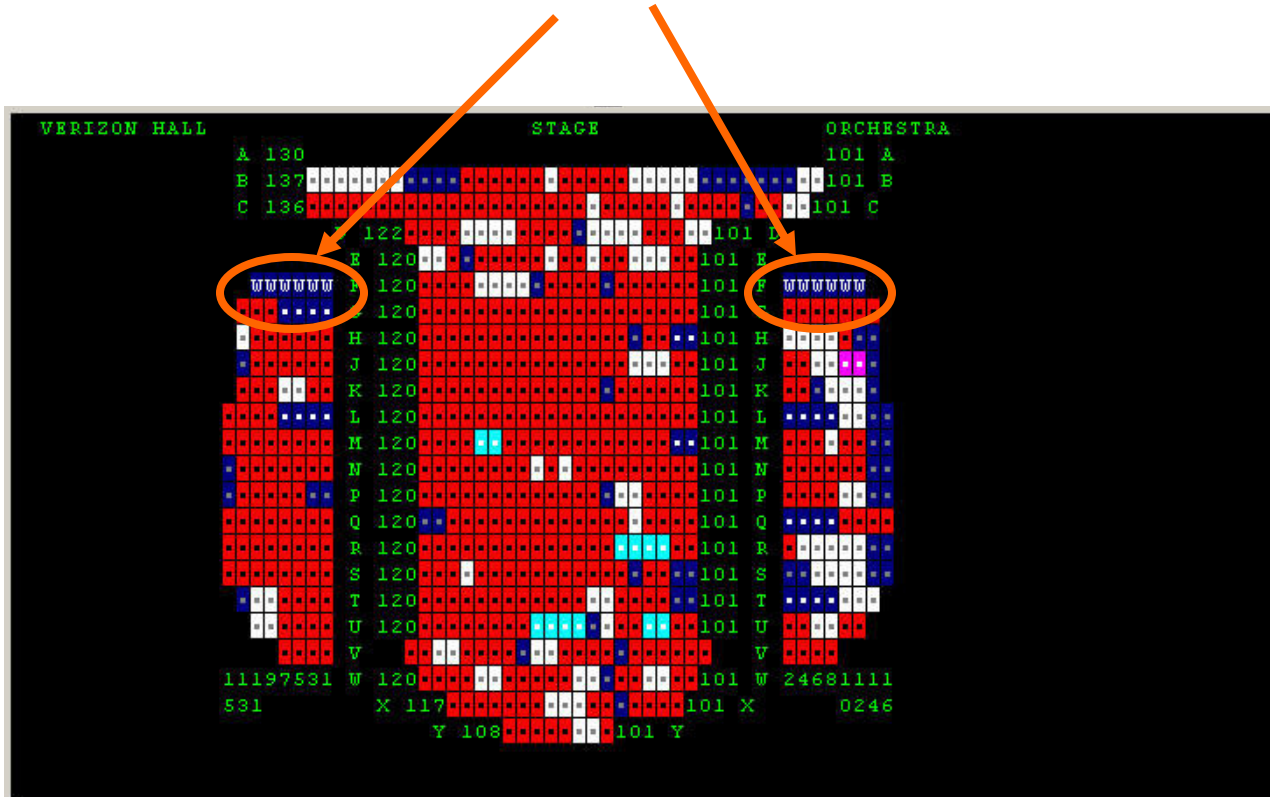 VERIZON HALL STAGE ORCHESTRA
A 130 101 A
B 137 101 B
C 136 101 C
122 101 D
E 120 101 E
WWWWWW F 120 101 F WWWWWW
120 101
H 120 101 H
J 120 101 J
K 120 101 K
L 120 101 L
M 120 101 M
N 120 101 N
P 120 101 P
Q 120 101 Q
R 120 101 R
S 120 101 S
T 120 101 T
U 120 101 U
V V
11197531 W 120 101 W 24681111
531 X 117 101 X 0246
Y 108 101 Y